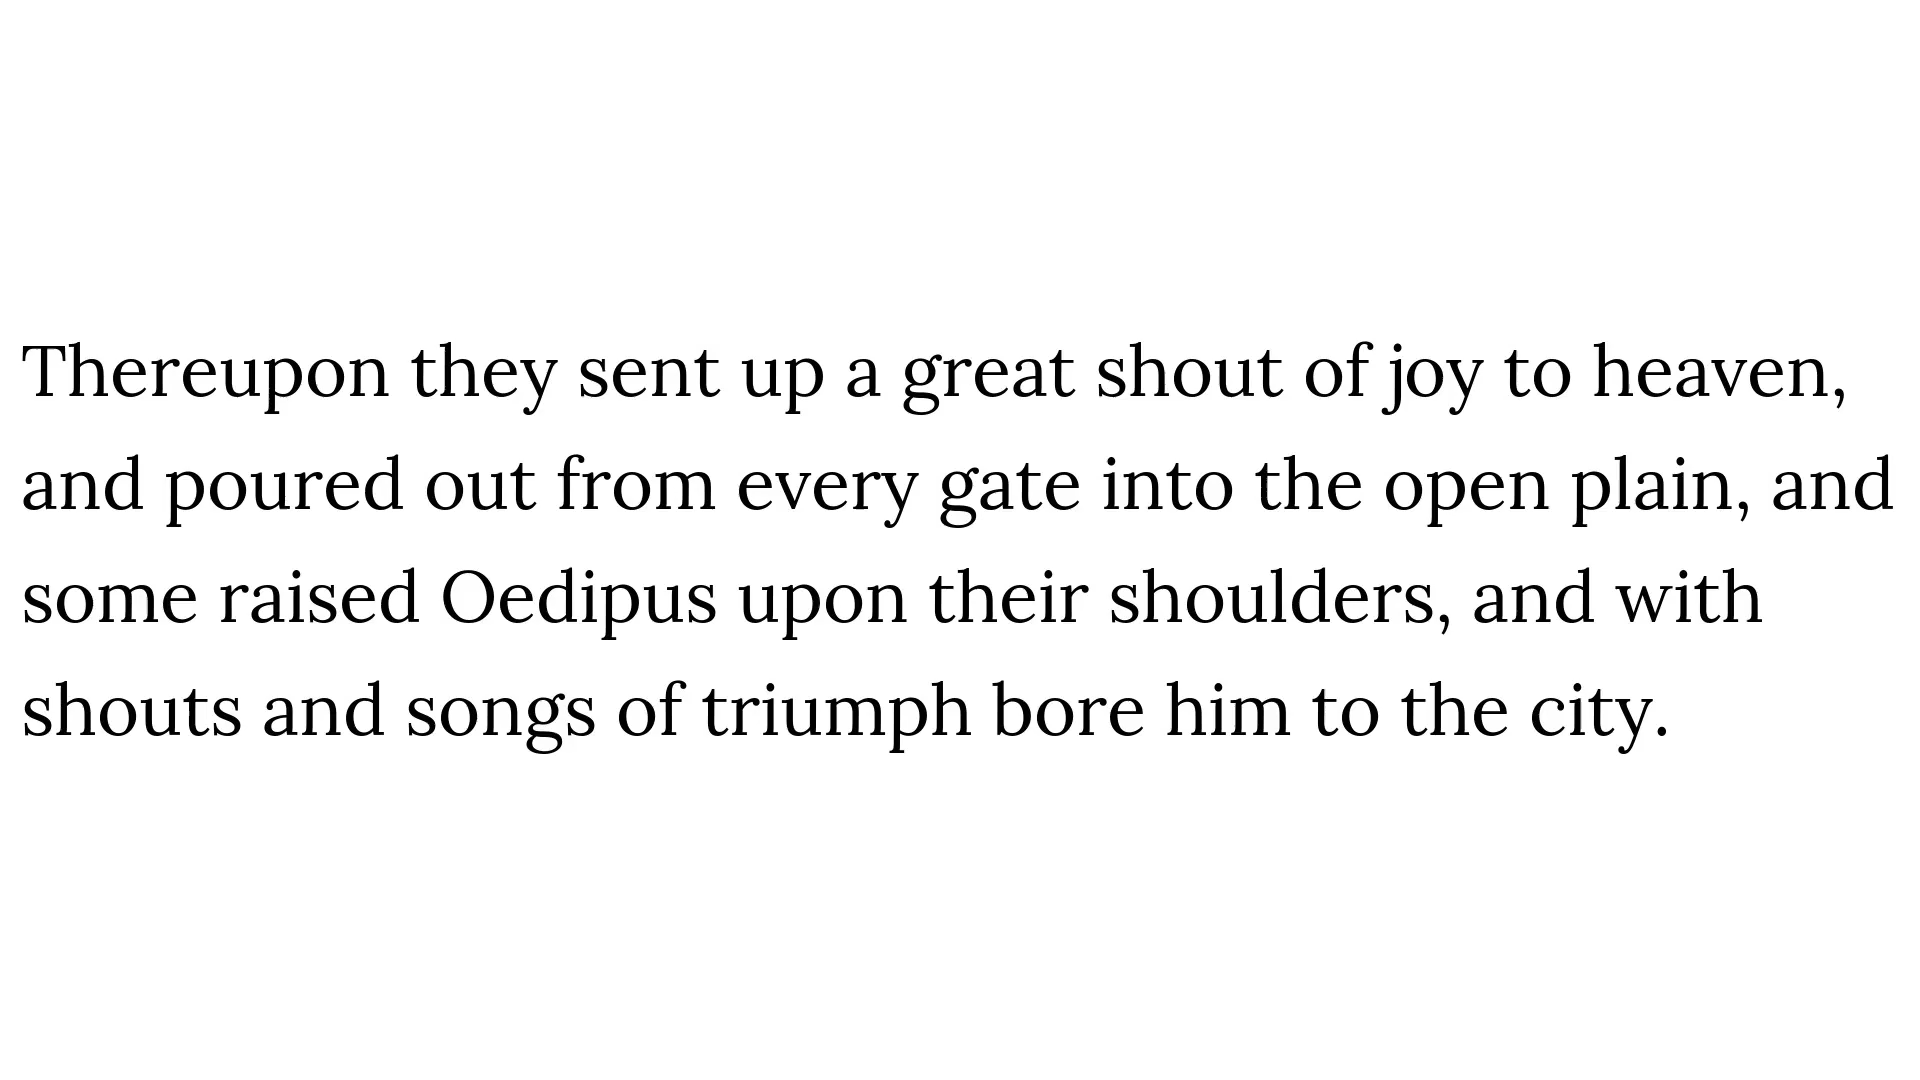 Thereupon they sent up a great shout of joy to heaven,
and poured out from every gate into the open plain, and
some raised Oedipus upon their shoulders, and with
shouts and songs of triumph bore him to the city.